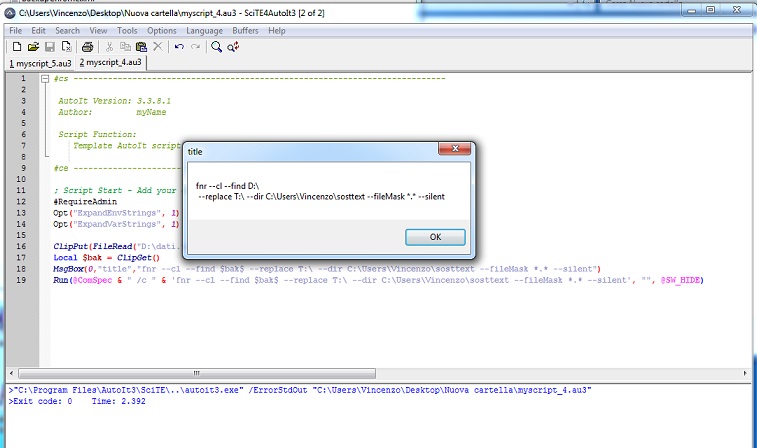 C:\Users\Vincenzo\Desktop\Nuova cartella\myscript_4.au3 - SciTE4AutoIt3 [2 of 2]
File Edit Search View Tools Options Language Buffers Help
1 myscript_5.au3 2 myscript_4.au3
1 #cs ----------------------------------------------------------------------------
2
3 AutoIt Version: 3.3.8.1
4 Author: myName
5
6 Script Function:
7 Template AutoIt script
8
9 #ce
10
11 ; Script Start - Add your
12 #RequireAdmin
13 Opt("ExpandEnvStrings", 1)
14 Opt("ExpandVarStrings", 1)
15
16 ClipPut(FileRead("D:\dati.
17 Local $bak = ClipGet()
18 MsgBox(0,"title","fnr --cl --find $bak$ --replace T:\ --dir C:\Users\Vincenzo\sosttext --fileMask *.* --silent")
19 Run(@ComSpec & " /c " & 'fnr --cl --find $bak$ --replace T:\ --dir C:\Users\Vincenzo\sosttext --fileMask *.* --silent', "", @SW_HIDE)
title
fnr --cl --find D:\
--replace T:\ --dir C:\Users\Vincenzo\sosttext --fileMask *.* --silent
OK
>"C:\Program Files\AutoIt3\SciTE\..\autoit3.exe" /ErrorStdOut "C:\Users\Vincenzo\Desktop\Nuova cartella\myscript_4.au3"
>Exit code: 0 Time: 2.392